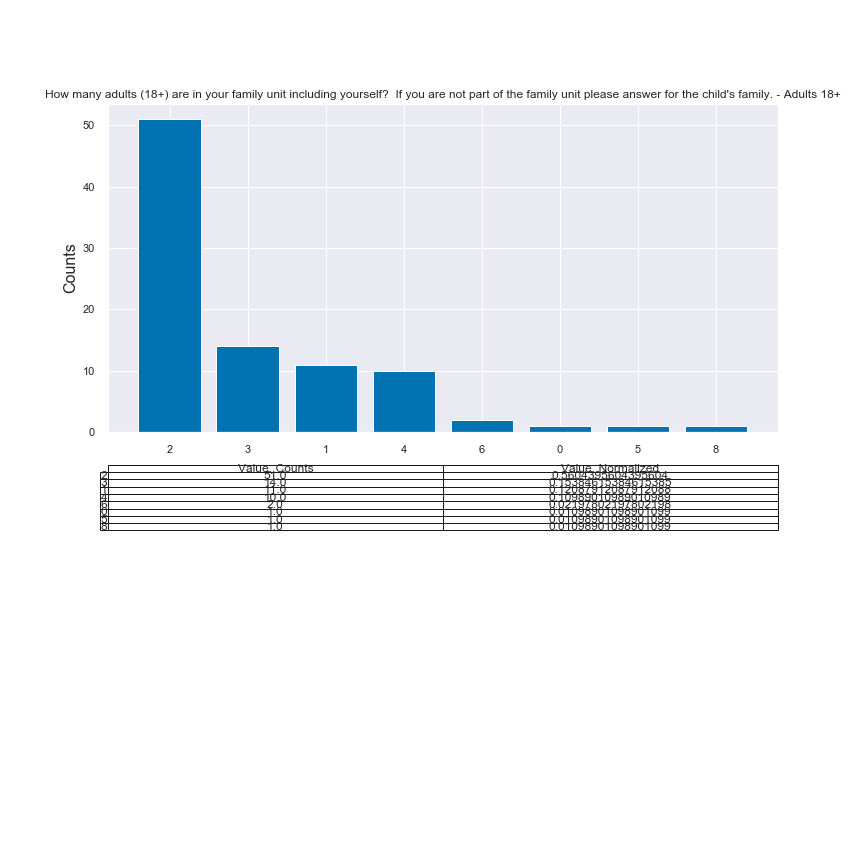 How many adults (18+) are in your family unit including yourself?  If you are not part of the family unit please answer for the child's family. - Adults 18+
50
40
30
20
10
0
Counts
2 3 1 4 6 0 5 8
Value_Counts Value_Normalized
2 51.0 0.5604395604395604
3 14.0 0.15384615384615385
1 11.0 0.12087912087912088
4 10.0 0.10989010989010989
6 2.0 0.02197802197802198
0 1.0 0.01098901098901099
5 1.0 0.01098901098901099
8 1.0 0.01098901098901099